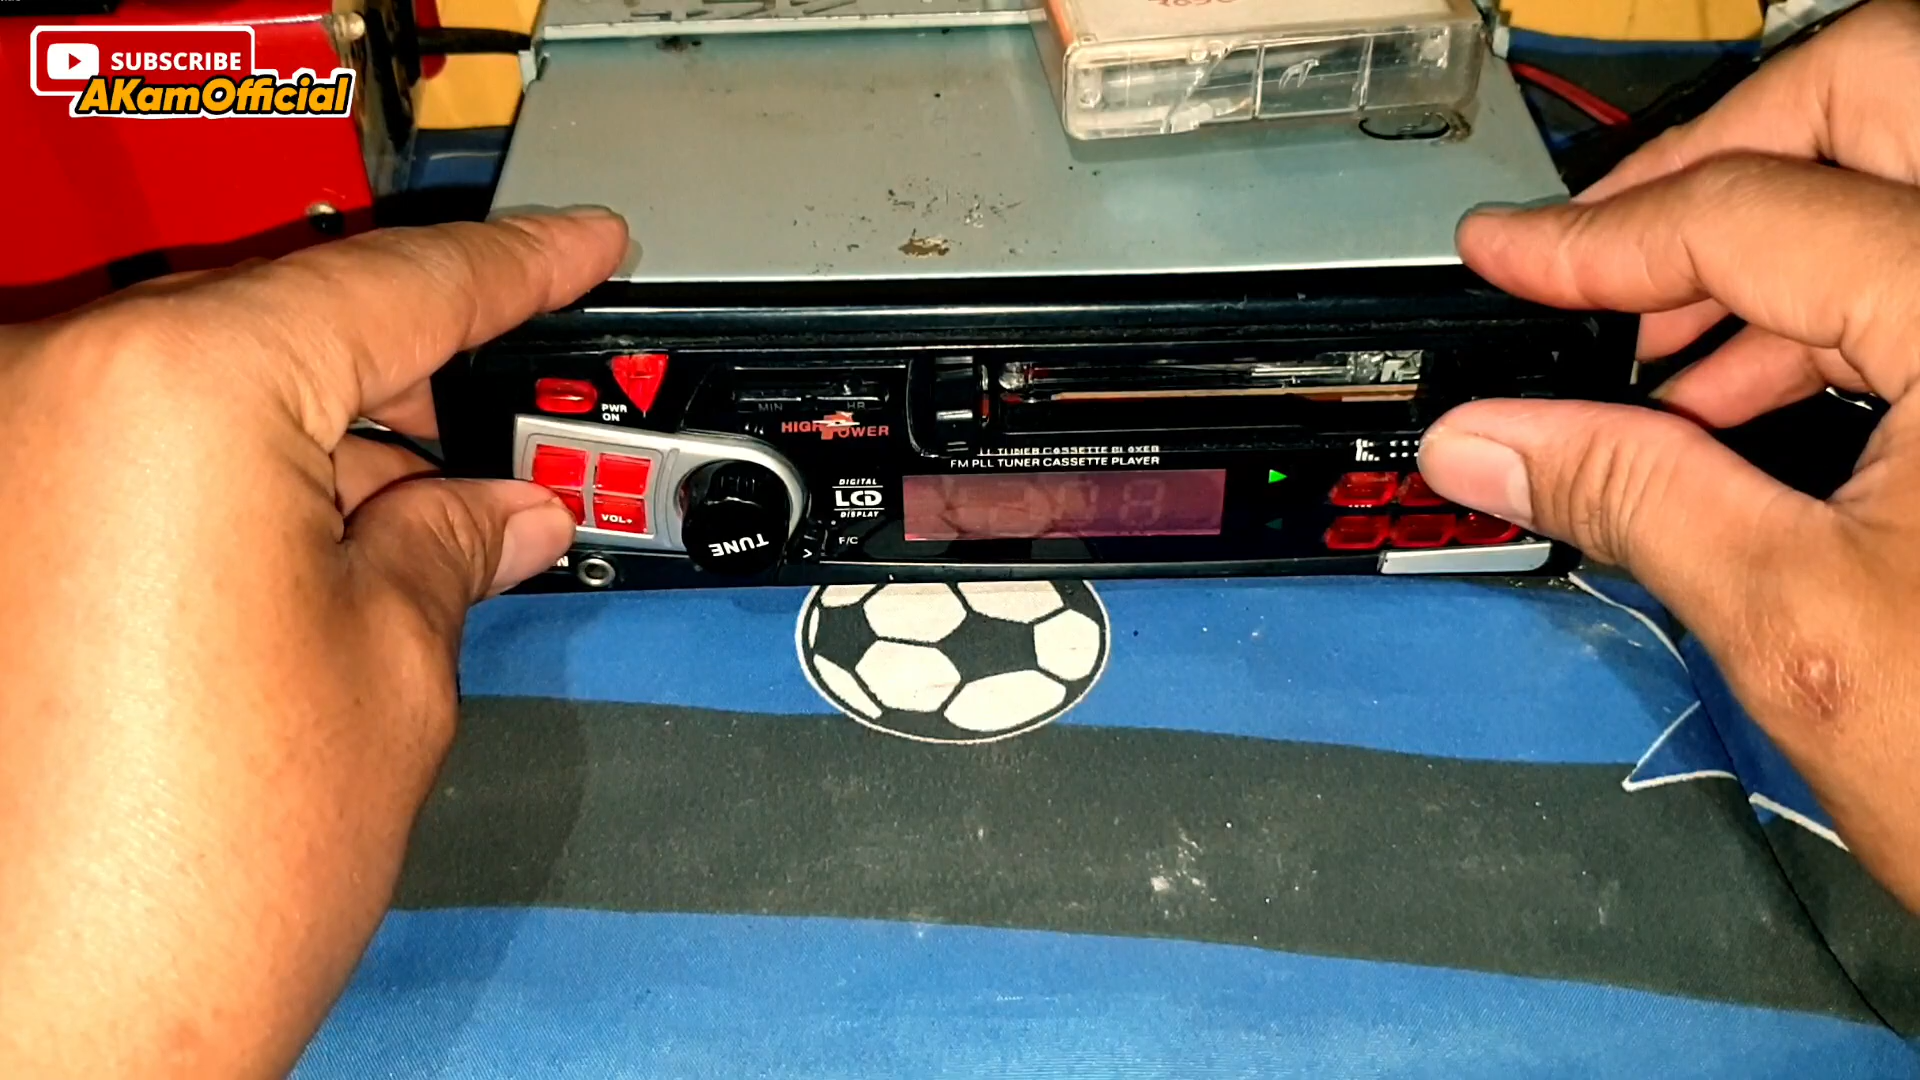 SUBSCRIBE
AKamOfficial
PWR
ON
MIN
HR
HIGH POWER
FM PLL TUNER CASSETTE PLAYER
DIGITAL
LCD
DISPLAY
VOL+
TUNE
F/C